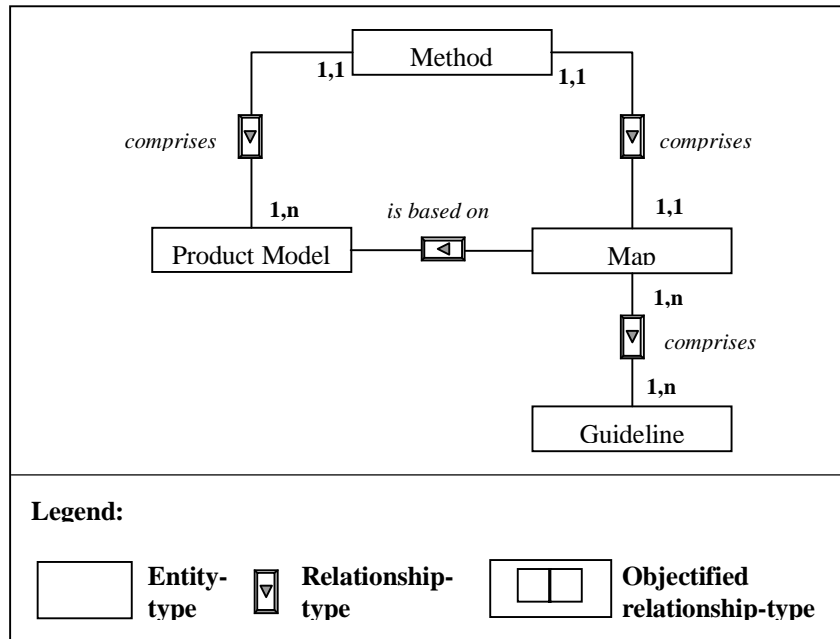 Method
1,1
1,1
comprises
comprises
1,n
is based on
1,1
Product Model
Map
1,n
comprises
1,n
Guideline
Legend:
Entity-
type
Relationship-
type
Objectified
relationship-type